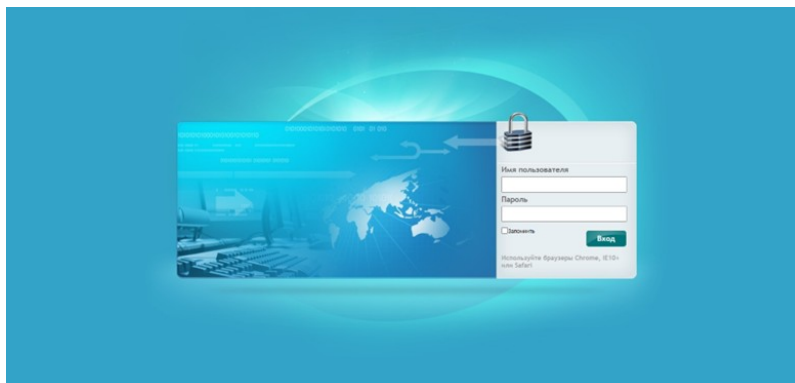 Имя пользователя
Пароль
Запомнить
Вход
Используйте браузеры Chrome, IE10+
или Safari